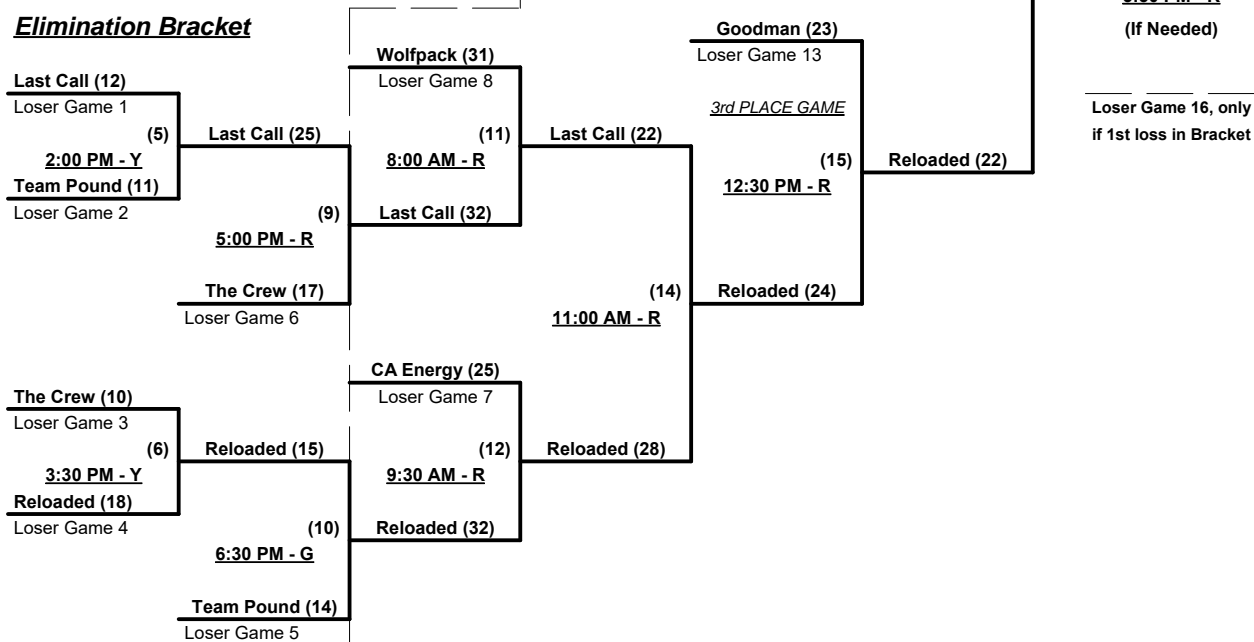 (If Needed)
Elimination Bracket
Goodman (23)
Wolfpack (31)
Loser Game 13
Last Call (12)
Loser Game 8
Loser Game 1
3rd PLACE GAME
Loser Game 16, only
if 1st loss in Bracket
(5)
Last Call (25)
(11)
Last Call (22)
2:00 PM - Y
8:00 AM - R
(15)
Reloaded (22)
Team Pound (11)
12:30 PM - R
Loser Game 2
(9)
Last Call (32)
5:00 PM - R
The Crew (17)
(14)
Reloaded (24)
Loser Game 6
11:00 AM - R
CA Energy (25)
The Crew (10)
Loser Game 7
Loser Game 3
(6)
Reloaded (15)
(12)
Reloaded (28)
3:30 PM - Y
9:30 AM - R
Reloaded (18)
Loser Game 4
(10)
Reloaded (32)
6:30 PM - G
Team Pound (14)
Loser Game 5